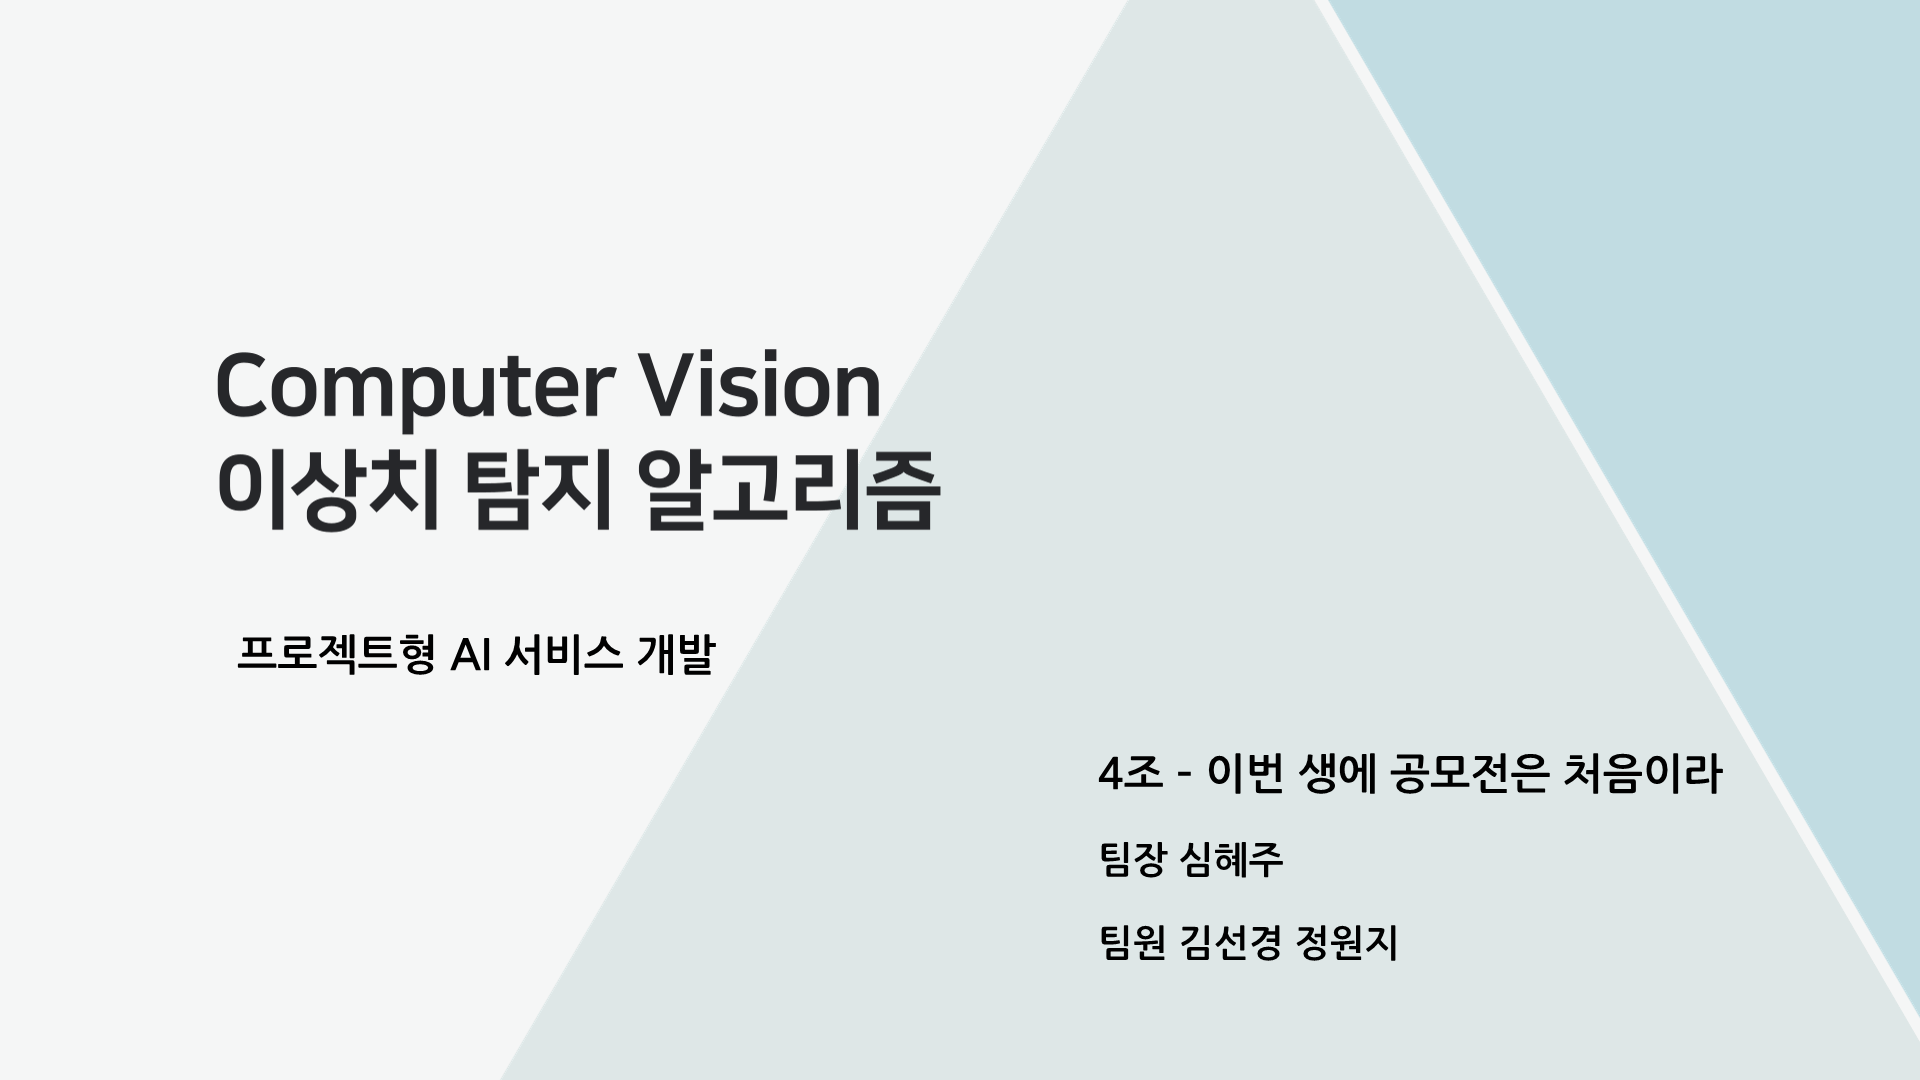 Computer Vision
이상치 탐지 알고리즘
프로젝트형 AI 서비스 개발
4조 - 이번 생에 공모전은 처음이라
팀장 심혜주
팀원 김선경 정원지